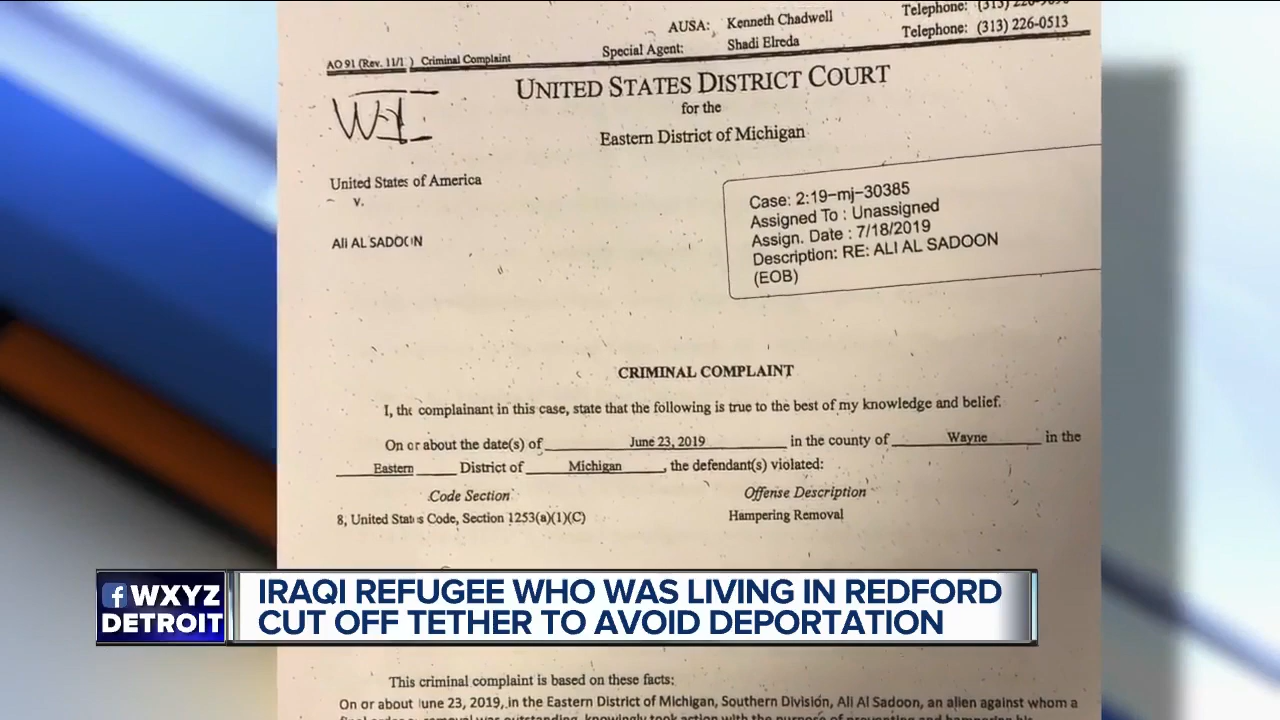 AUSA: Kenneth Chadwell Telephone: (313)
Special Agent: Shadi Elreda Telephone: (313) 226-0513
AO 91 (Rev. 11/1 ) Criminal Complaint
UNITED STATES DISTRICT COURT
for the
Eastern District of Michigan
United States of America
v.
Ali AL SADOON
Case: 2:19-mj-30385
Assigned To : Unassigned
Assign. Date : 7/18/2019
Description: RE: ALI AL SADOON
(EOB)
CRIMINAL COMPLAINT
I, the complainant in this case, state that the following is true to the best of my knowledge and belief.
On or about the date(s) of June 23, 2019 in the county of Wayne in the
Eastern District of Michigan , the defendant(s) violated:
Code Section Offense Description
8, United States Code, Section 1253(a)(1)(C) Hampering Removal
f WXYZ
DETROIT
IRAQI REFUGEE WHO WAS LIVING IN REDFORD
CUT OFF TETHER TO AVOID DEPORTATION
This criminal complaint is based on these facts:
On or about June 23, 2019, in the Eastern District of Michigan, Southern Division, Ali Al Sadoon, an alien against whom a